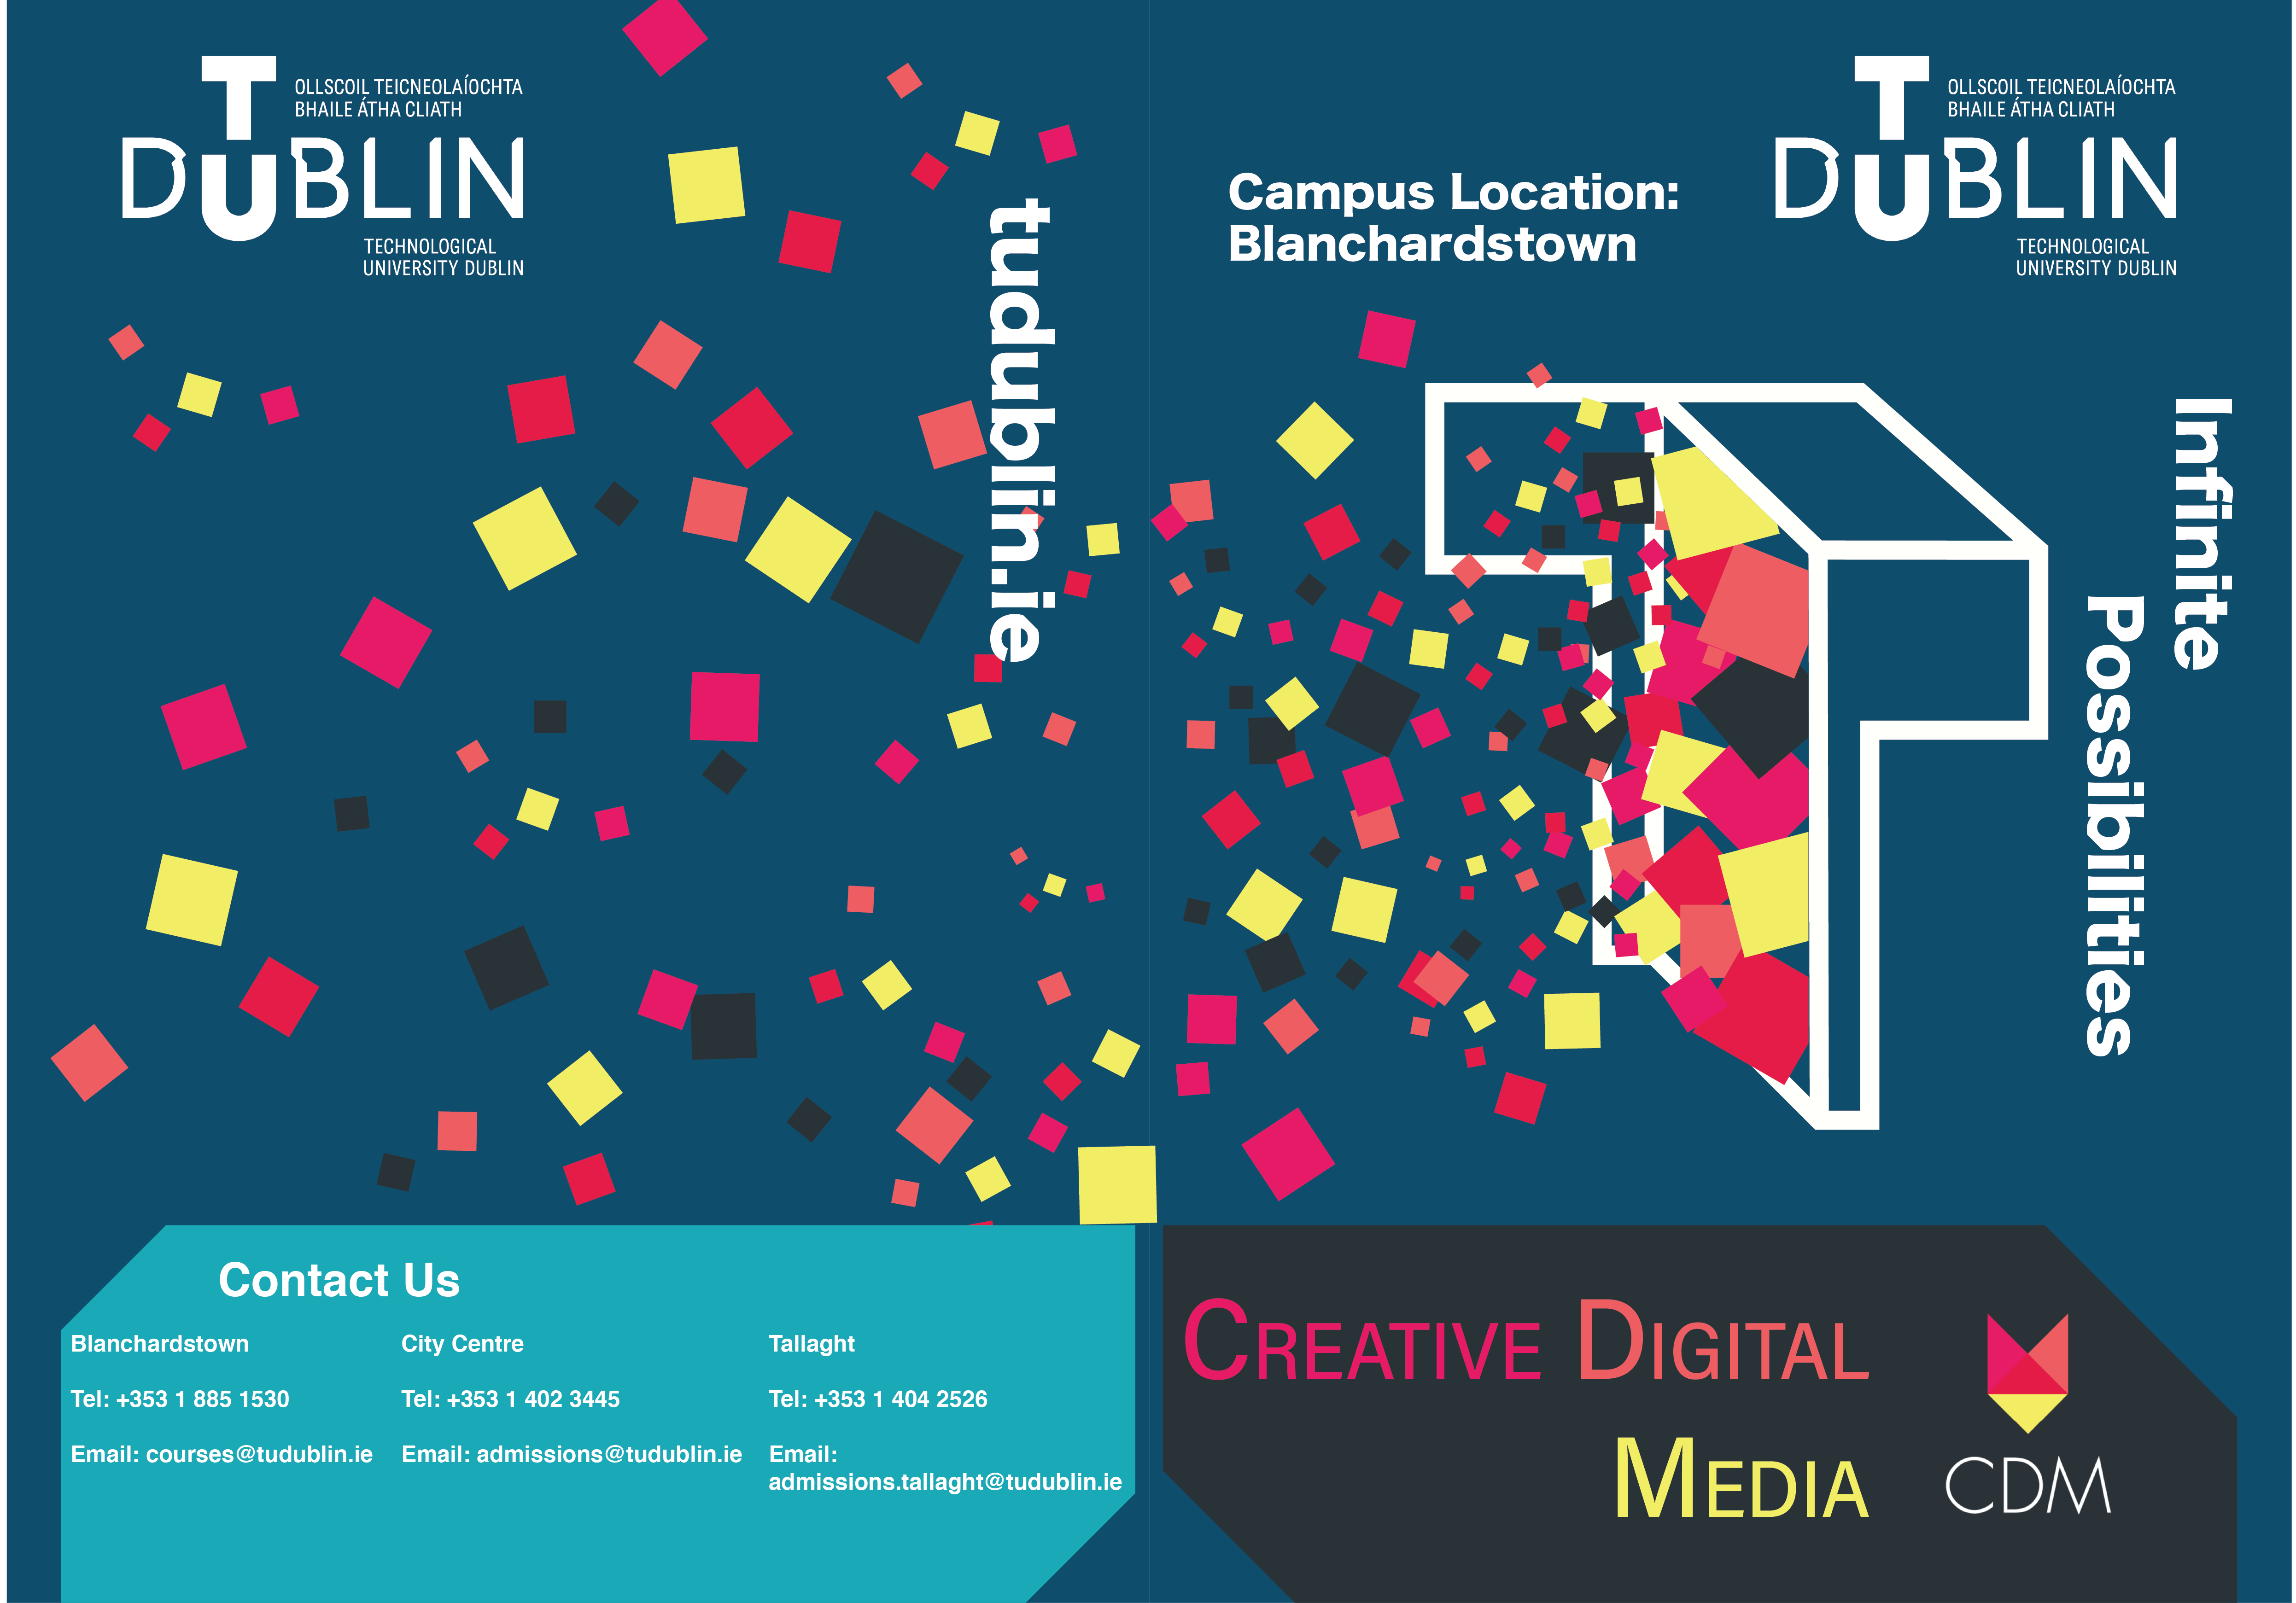 OLLSCOIL TEICNEOLAÍOCHTA
BHAILE ÁTHA CLIATH
TU DUBLIN
TECHNOLOGICAL
UNIVERSITY DUBLIN
tudublin.ie
Contact Us
Blanchardstown
Tel: +353 1 885 1530
Email: courses@tudublin.ie
City Centre
Tel: +353 1 402 3445
Email: admissions@tudublin.ie
Tallaght
Tel: +353 1 404 2526
Email:
admissions.tallaght@tudublin.ie
Campus Location:
Blanchardstown
OLLSCOIL TEICNEOLAÍOCHTA
BHAILE ÁTHA CLIATH
TU DUBLIN
TECHNOLOGICAL
UNIVERSITY DUBLIN
Infinite
Possibilities
CREATIVE DIGITAL
MEDIA
CDM